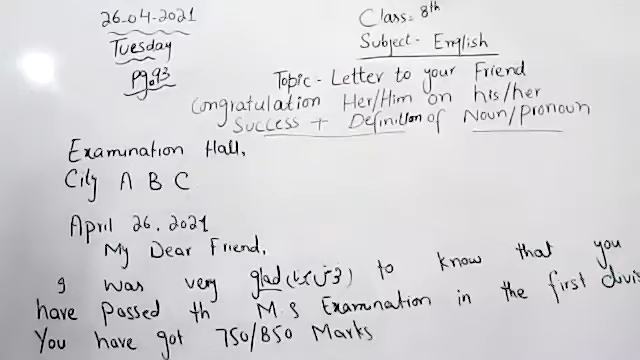 26-04-2021
Tuesday
Pg.93
Class= 8th
Subject- English
Topic - Letter to your Friend
Congratulation Her/Him on his/her
Success + Definition of Noun/pronoun
Examination Hall,
City A B C
April 26, 2021
My Dear Friend,
I was very glad ( ) to know that you
have passed th M.S Examination in the first divis
You have got 750/850 Marks